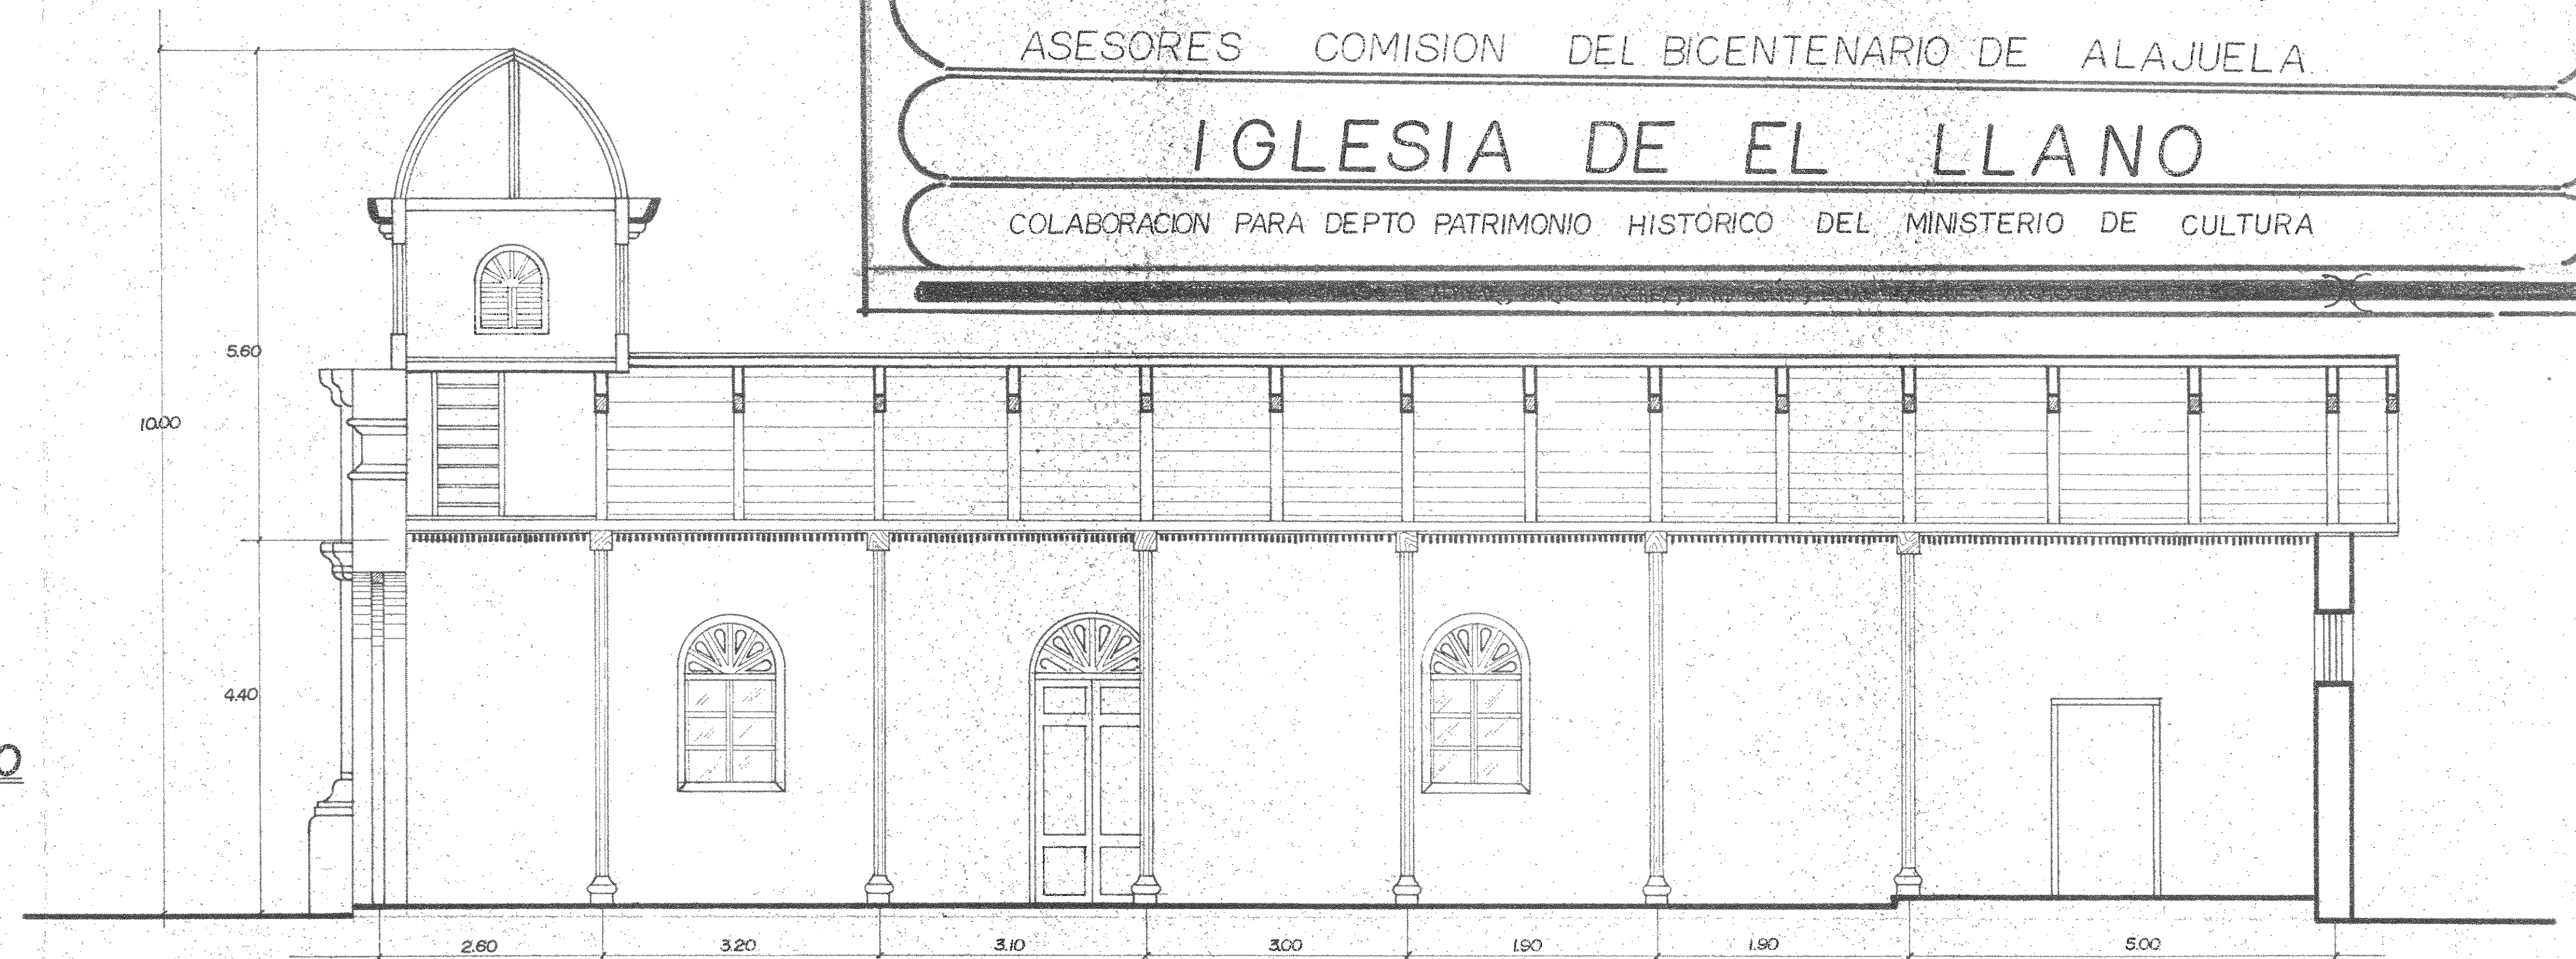 ASESORES COMISION DEL BICENTENARIO DE ALAJUELA
IGLESIA DE EL LLANO
COLABORACION PARA DEPTO PATRIMONIO HISTORICO DEL MINISTERIO DE CULTURA
5.60
10.00
4.40
O
2.60 3.20 3.10 3.00 1.90 1.90 5.00